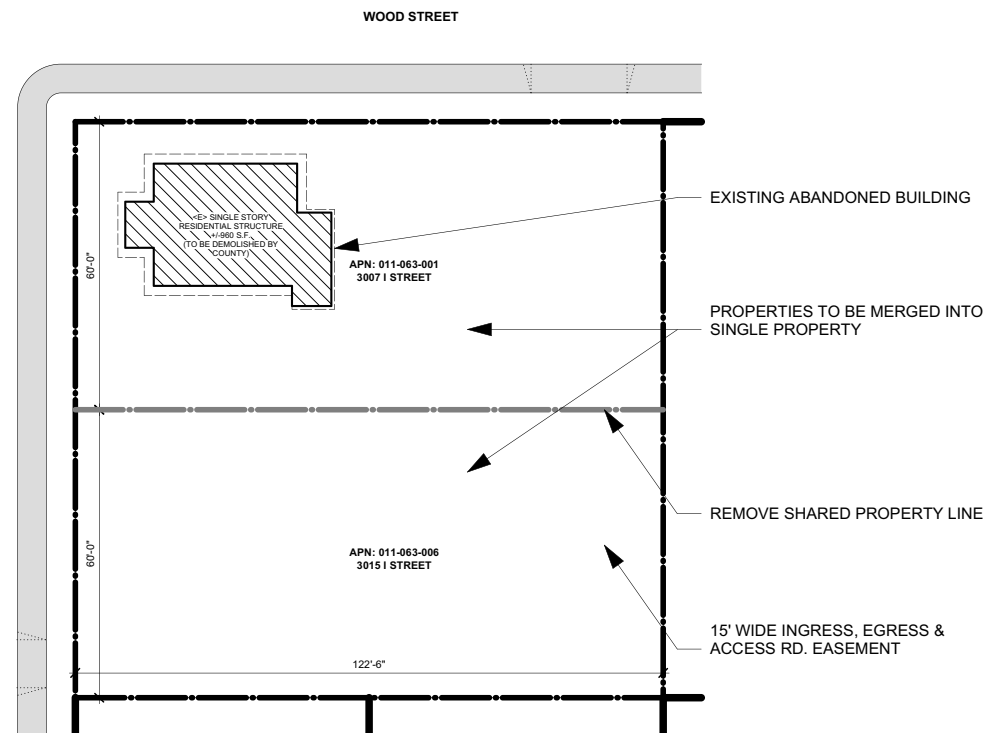 WOOD STREET
EXISTING ABANDONED BUILDING
<E> SINGLE STORY
RESIDENTIAL STRUCTURE,
+/-960 S.F.,
(TO BE DEMOLISHED BY
COUNTY)
60'-0"
APN: 011-063-001
3007 I STREET
PROPERTIES TO BE MERGED INTO
SINGLE PROPERTY
REMOVE SHARED PROPERTY LINE
60'-0"
APN: 011-063-006
3015 I STREET
15' WIDE INGRESS, EGRESS &
ACCESS RD. EASEMENT
122'-6"